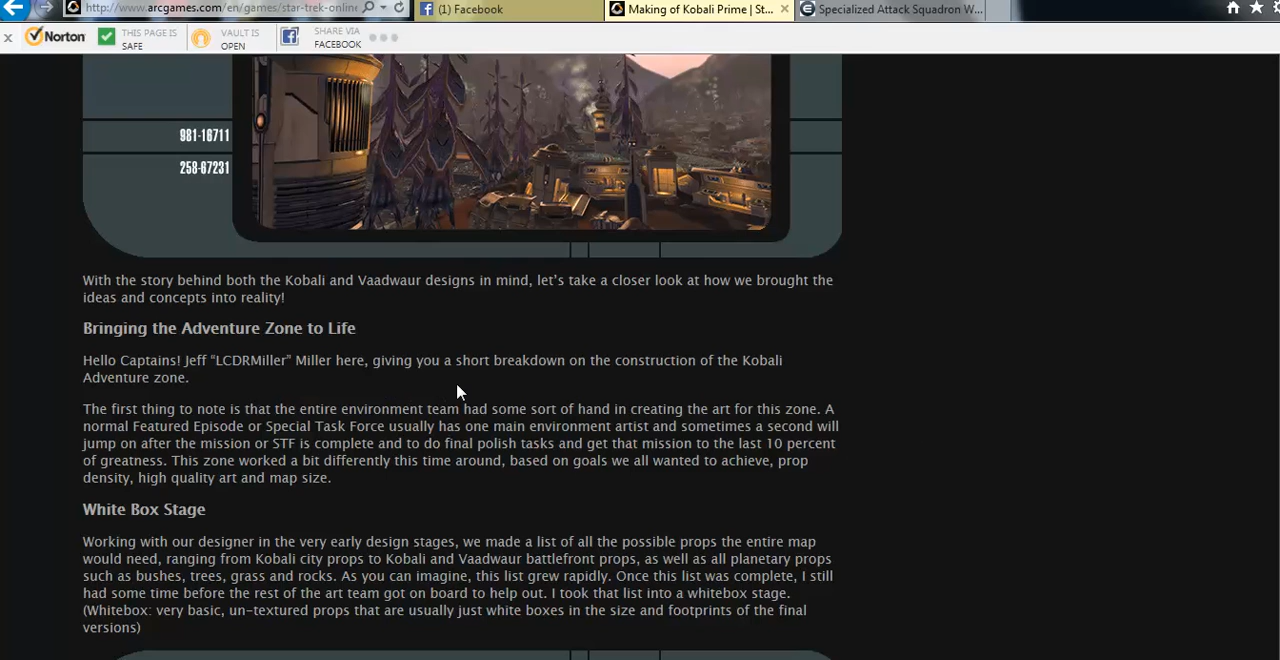 http://www.arcgames.com/en/games/star-trek-online
(1) Facebook
Making of Kobali Prime | St...
Specialized Attack Squadron W...
x
Norton
THIS PAGE IS
SAFE
VAULT IS
OPEN
SHARE VIA
FACEBOOK
981-16711
258-67231
With the story behind both the Kobali and Vaadwaur designs in mind, let’s take a closer look at how we brought the
ideas and concepts into reality!
Bringing the Adventure Zone to Life
Hello Captains! Jeff “LCDRMiller” Miller here, giving you a short breakdown on the construction of the Kobali
Adventure zone.
The first thing to note is that the entire environment team had some sort of hand in creating the art for this zone. A
normal Featured Episode or Special Task Force usually has one main environment artist and sometimes a second will
jump on after the mission or STF is complete and to do final polish tasks and get that mission to the last 10 percent
of greatness. This zone worked a bit differently this time around, based on goals we all wanted to achieve, prop
density, high quality art and map size.
White Box Stage
Working with our designer in the very early design stages, we made a list of all the possible props the entire map
would need, ranging from Kobali city props to Kobali and Vaadwaur battlefront props, as well as all planetary props
such as bushes, trees, grass and rocks. As you can imagine, this list grew rapidly. Once this list was complete, I still
had some time before the rest of the art team got on board to help out. I took that list into a whitebox stage.
(Whitebox: very basic, un-textured props that are usually just white boxes in the size and footprints of the final
versions)